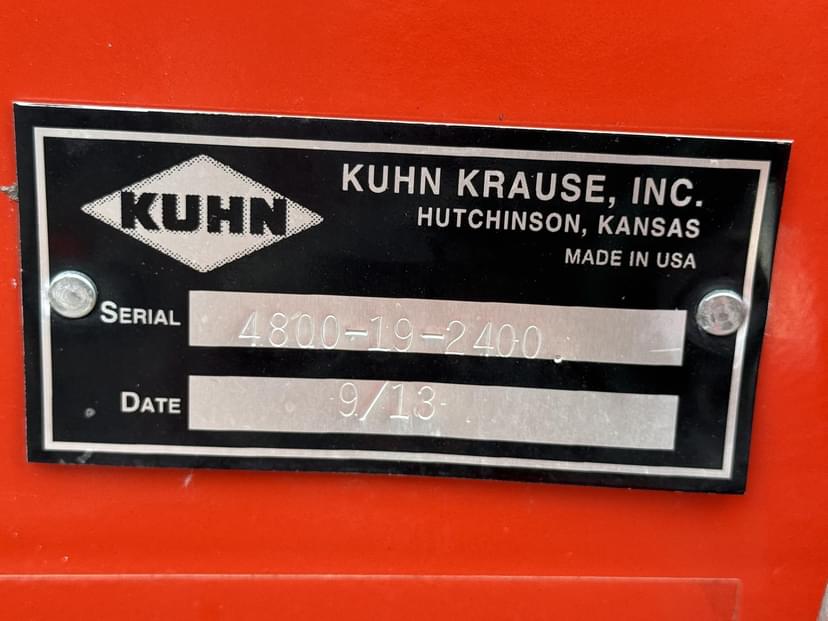 KUHN
KUHN KRAUSE, INC.
HUTCHINSON, KANSAS
MADE IN USA
SERIAL 4800-19-2400
DATE 9/13